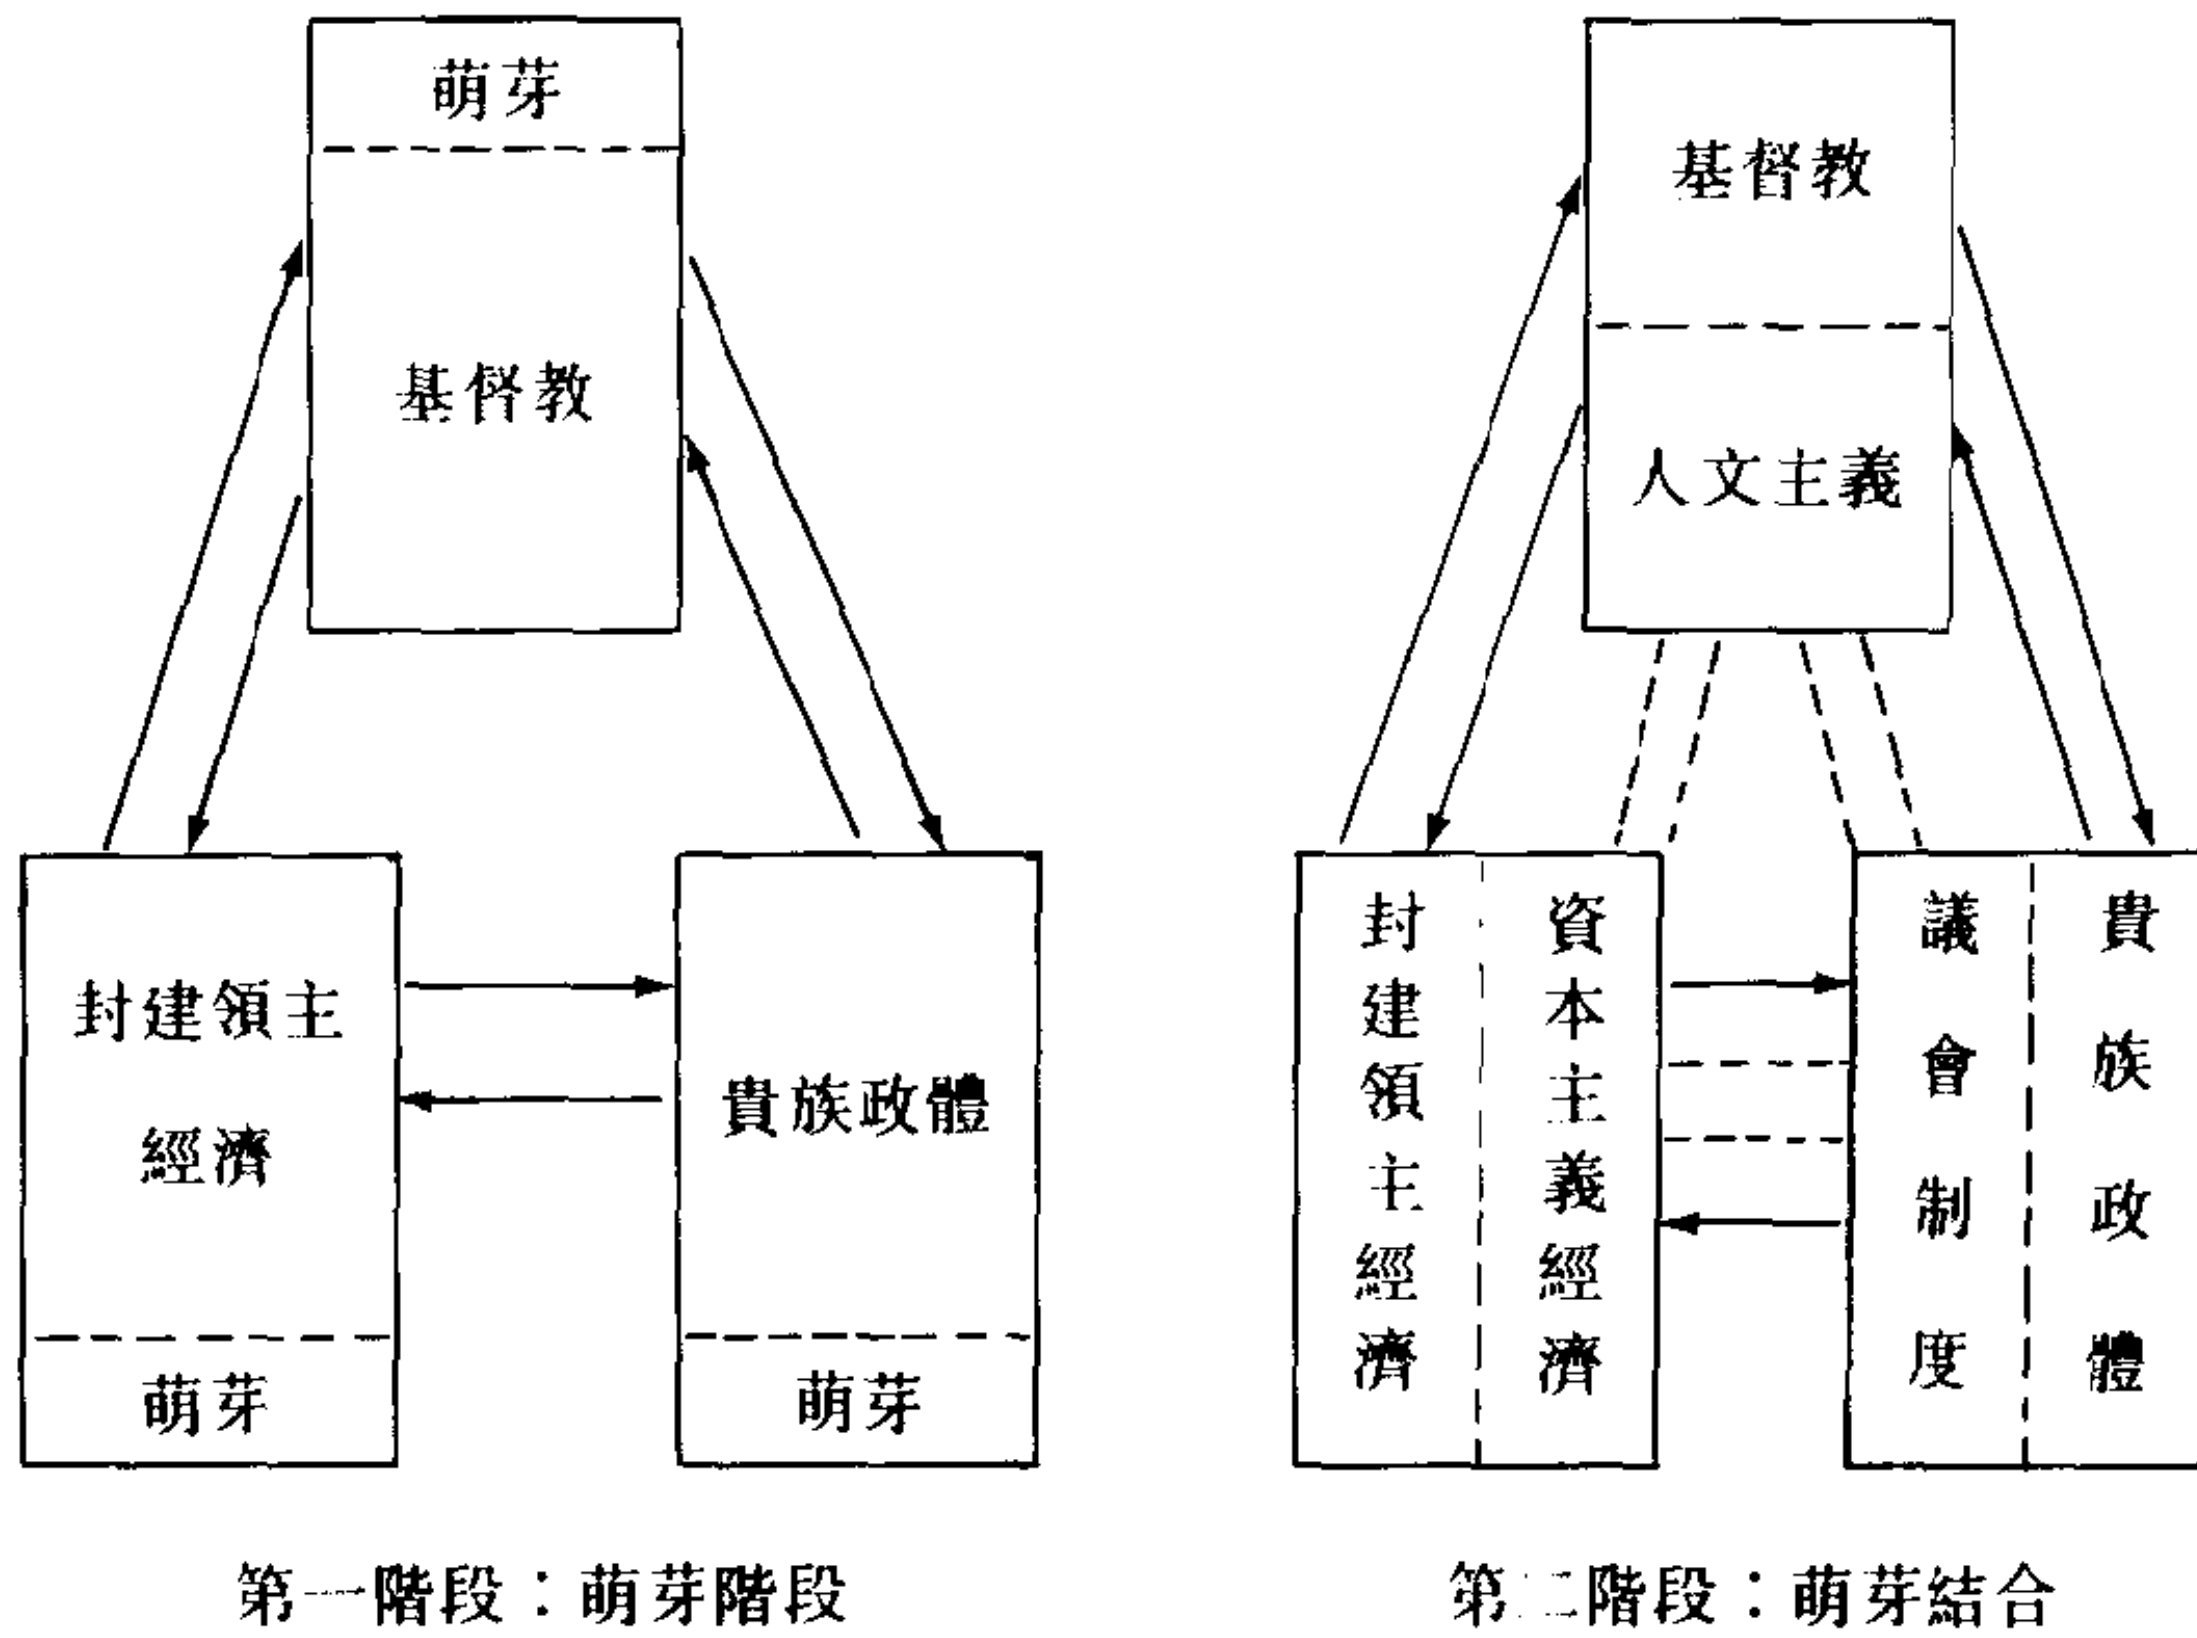 萌芽
基督教
封建領主
經濟
萌芽
貴族政體
萌芽
第一階段：萌芽階段
基督教
人文主義
封建領主經濟
資本主義經濟
議會制度
貴族政體
第二階段：萌芽結合